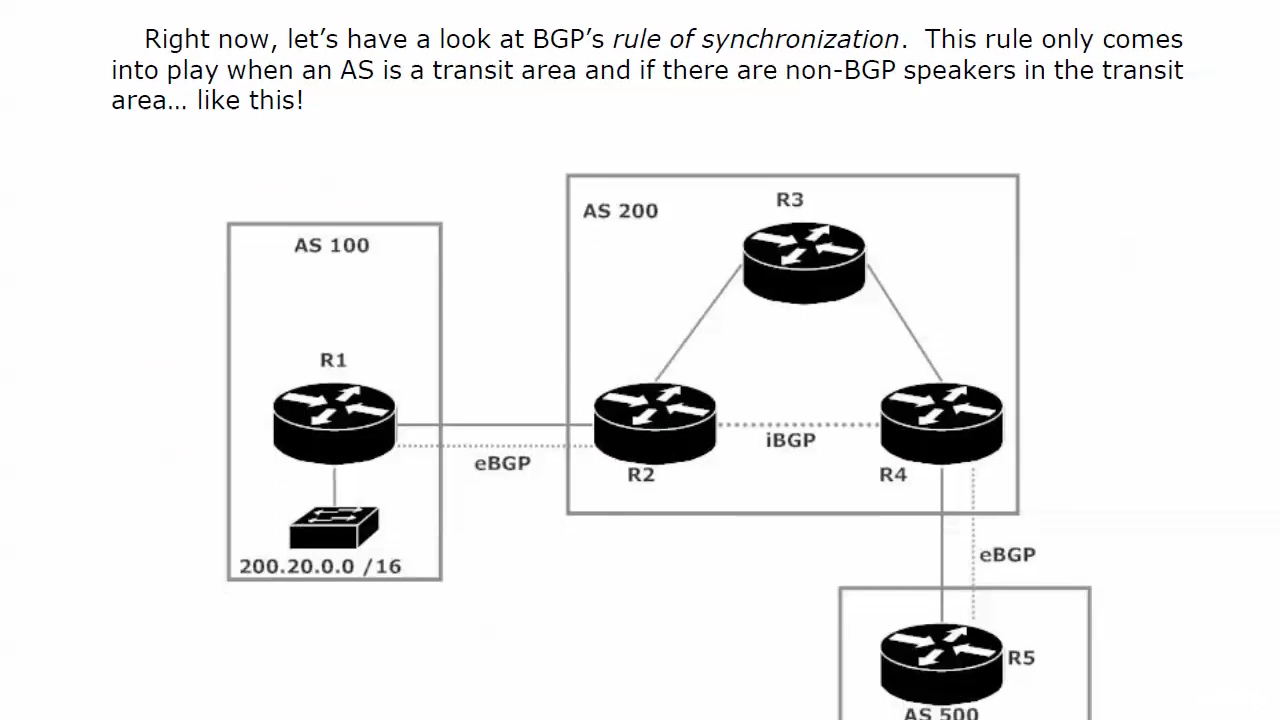 Right now, let's have a look at BGP's rule of synchronization. This rule only comes
into play when an AS is a transit area and if there are non-BGP speakers in the transit
area… like this!
R3
AS 200
AS 100
R1
iBGP
eBGP
R2
R4
eBGP
200.20.0.0 /16
R5
AS 500